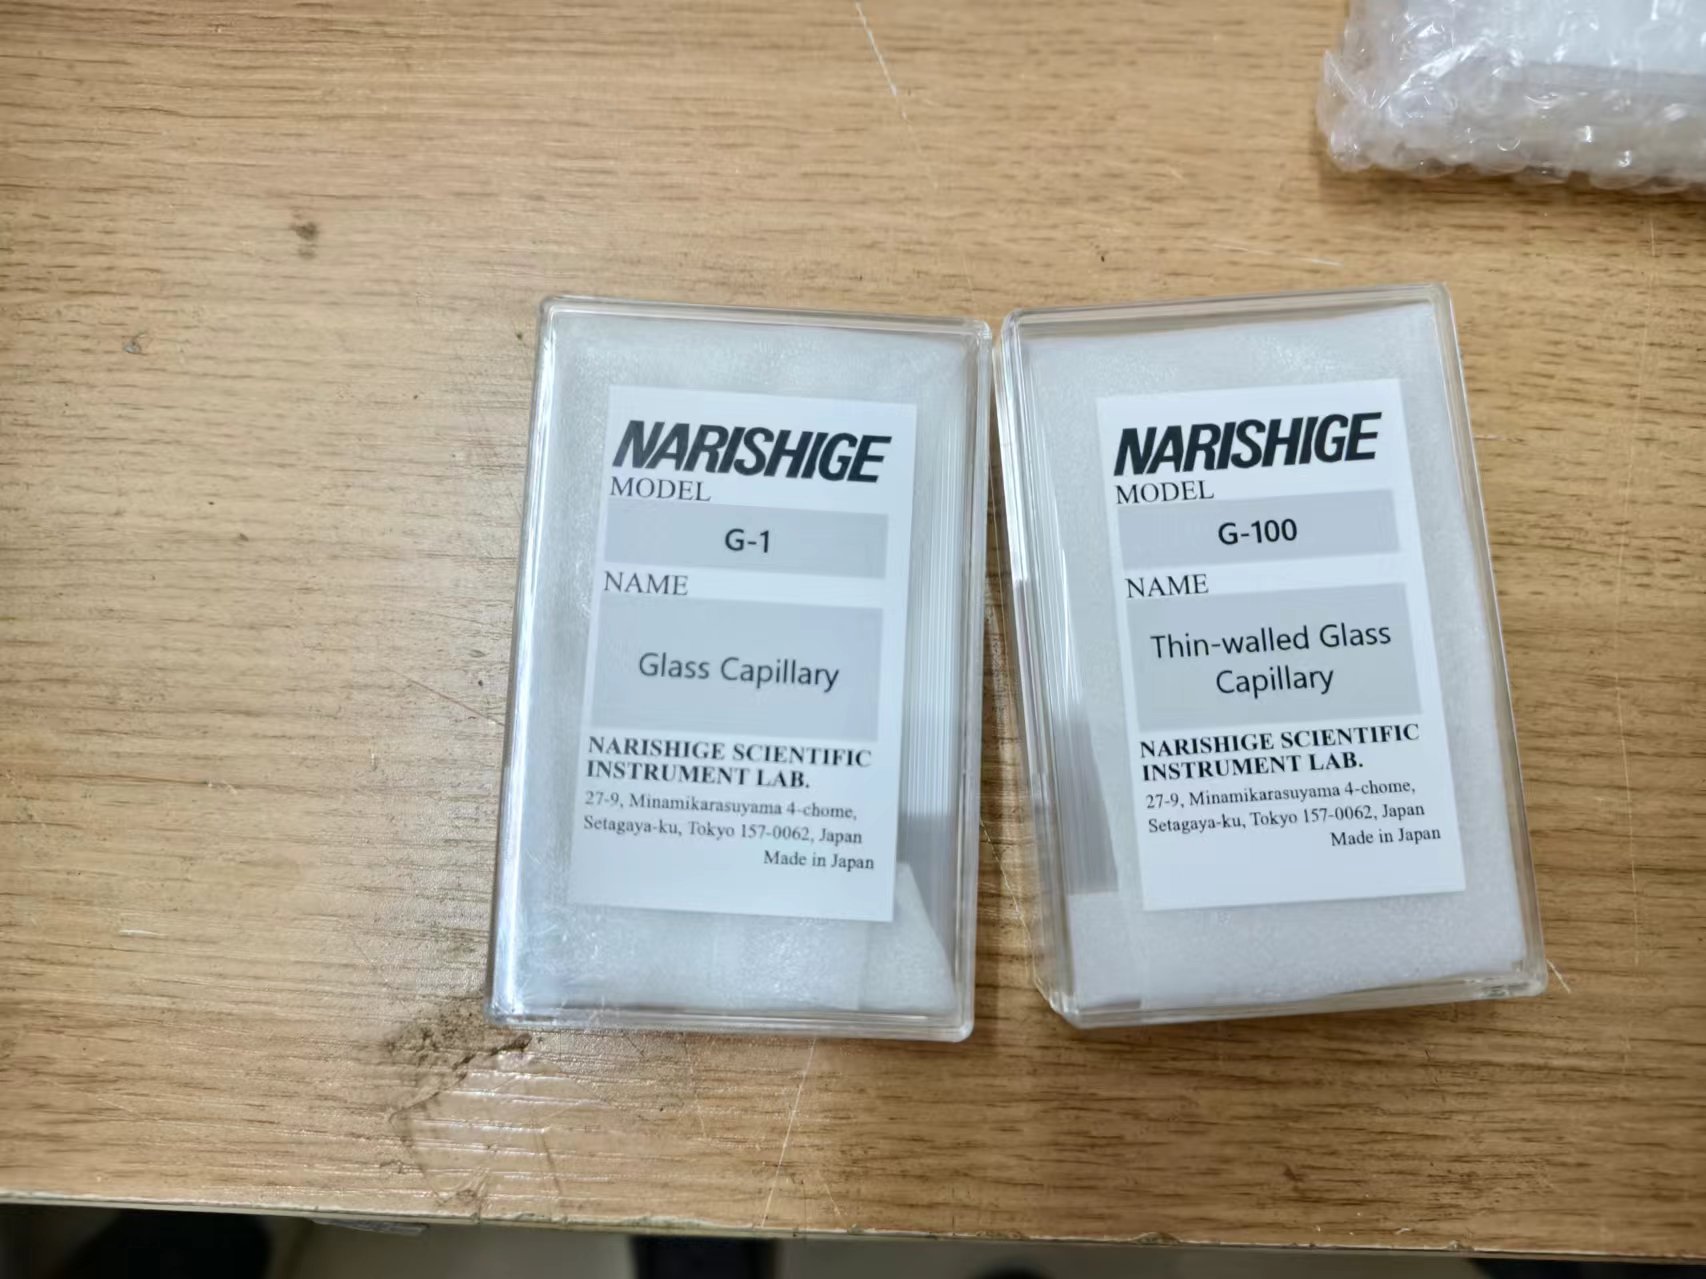 NARISHIGE
MODEL
G-1
NAME
Glass Capillary
NARISHIGE SCIENTIFIC
INSTRUMENT LAB.
27-9, Minamikarasuyama 4-chome,
Setagaya-ku, Tokyo 157-0062, Japan
Made in Japan
NARISHIGE
MODEL
G-100
NAME
Thin-walled Glass
Capillary
NARISHIGE SCIENTIFIC
INSTRUMENT LAB.
27-9, Minamikarasuyama 4-chome,
Setagaya-ku, Tokyo 157-0062, Japan
Made in Japan